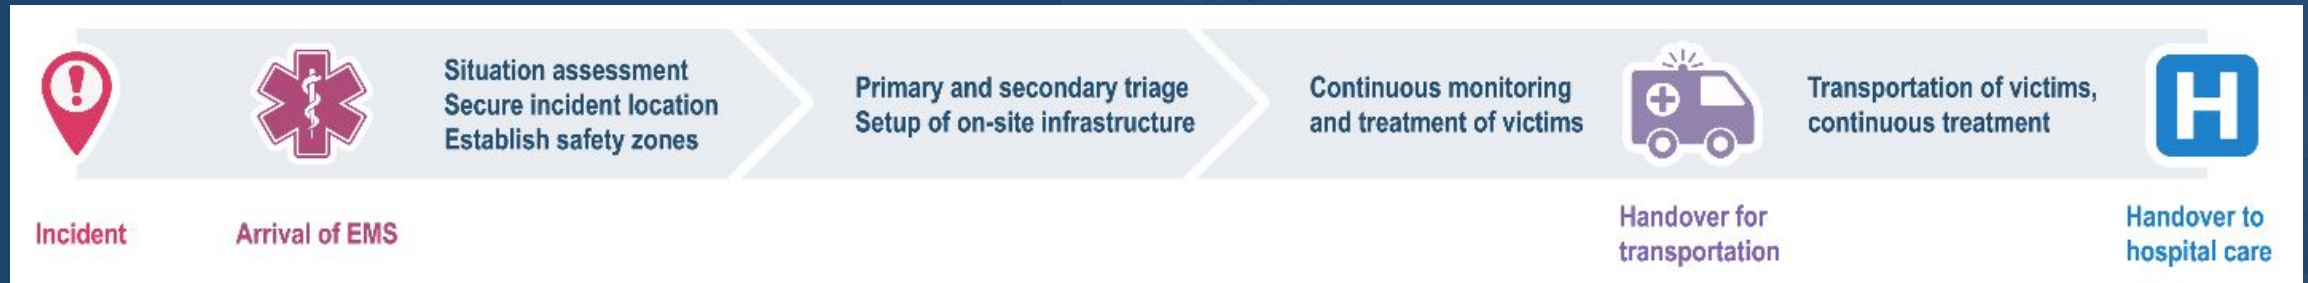 Situation assessment
Secure incident location
Establish safety zones
Primary and secondary triage
Setup of on-site infrastructure
Continuous monitoring
and treatment of victims
Transportation of victims,
continuous treatment
H
Incident
Arrival of EMS
Handover for
transportation
Handover to
hospital care